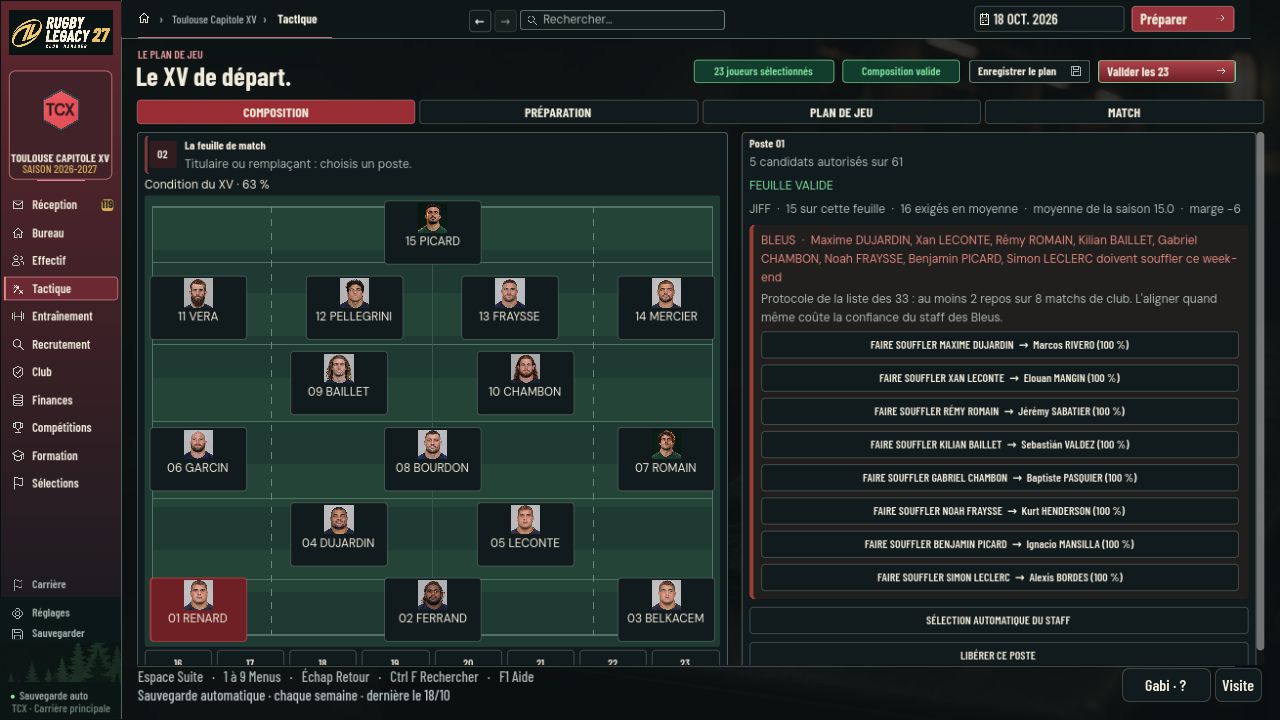 RUGBY
LEGACY 27
CLUB MANAGER
Toulouse Capitole XV › Tactique
← → Rechercher...
18 OCT. 2026
Préparer →
TCX
TOULOUSE CAPITOLE XV
SAISON 2026-2027
Réception
Bureau
Effectif
Tactique
Entraînement
Recrutement
Club
Finances
Compétitions
Formation
Sélections
Carrière
Réglages
Sauvegarder
Sauvegarde auto
TCX · Carrière principale
LE PLAN DE JEU
Le XV de départ.
23 joueurs sélectionnés
Composition valide
Enregistrer le plan
Valider les 23 →
COMPOSITION
PRÉPARATION
PLAN DE JEU
MATCH
02
La feuille de match
Titulaire ou remplaçant : choisis un poste.
Condition du XV · 63 %
15 PICARD
11 VERA
12 PELLEGRINI
13 FRAYSSE
14 MERCIER
09 BAILLET
10 CHAMBON
06 GARCIN
08 BOURDON
07 ROMAIN
04 DUJARDIN
05 LECONTE
01 RENARD
02 FERRAND
03 BELKACEM
16 17 18 19 20 21 22 23
Poste 01
5 candidats autorisés sur 61
FEUILLE VALIDE
JIFF · 15 sur cette feuille · 16 exigés en moyenne · moyenne de la saison 15.0 · marge -6
BLEUS · Maxime DUJARDIN, Xan LECONTE, Rémy ROMAIN, Kilian BAILLET, Gabriel
CHAMBON, Noah FRAYSSE, Benjamin PICARD, Simon LECLERC doivent souffler ce week-
end
Protocole de la liste des 33 : au moins 2 repos sur 8 matchs de club. L'aligner quand
même coûte la confiance du staff des Bleus.
FAIRE SOUFFLER MAXIME DUJARDIN → Marcos RIVERO (100 %)
FAIRE SOUFFLER XAN LECONTE → Elouan MANGIN (100 %)
FAIRE SOUFFLER RÉMY ROMAIN → Jérémy SABATIER (100 %)
FAIRE SOUFFLER KILIAN BAILLET → Sebastián VALDEZ (100 %)
FAIRE SOUFFLER GABRIEL CHAMBON → Baptiste PASQUIER (100 %)
FAIRE SOUFFLER NOAH FRAYSSE → Kurt HENDERSON (100 %)
FAIRE SOUFFLER BENJAMIN PICARD → Ignacio MANSILLA (100 %)
FAIRE SOUFFLER SIMON LECLERC → Alexis BORDES (100 %)
SÉLECTION AUTOMATIQUE DU STAFF
LIBÉRER CE POSTE
Espace Suite · 1 à 9 Menus · Échap Retour · Ctrl F Rechercher · F1 Aide
Sauvegarde automatique · chaque semaine · dernière le 18/10
Gabi · ?
Visite